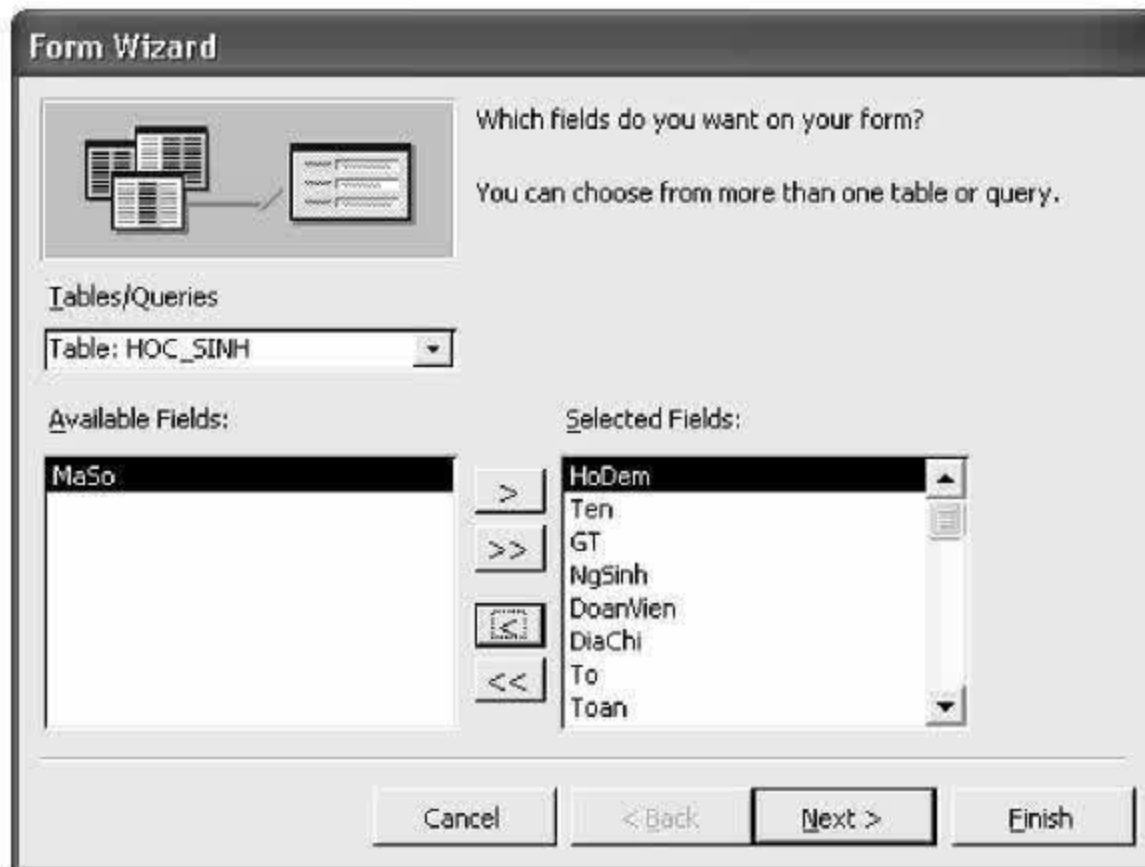 Form Wizard
Which fields do you want on your form?
You can choose from more than one table or query.
Tables/Queries
Table: HOC_SINH
Available Fields:
Selected Fields:
MaSo
>
>>
<
<<
HoDem
Ten
GT
NgSinh
DoanVien
DiaChi
To
Toan
Cancel
< Back
Next >
Finish